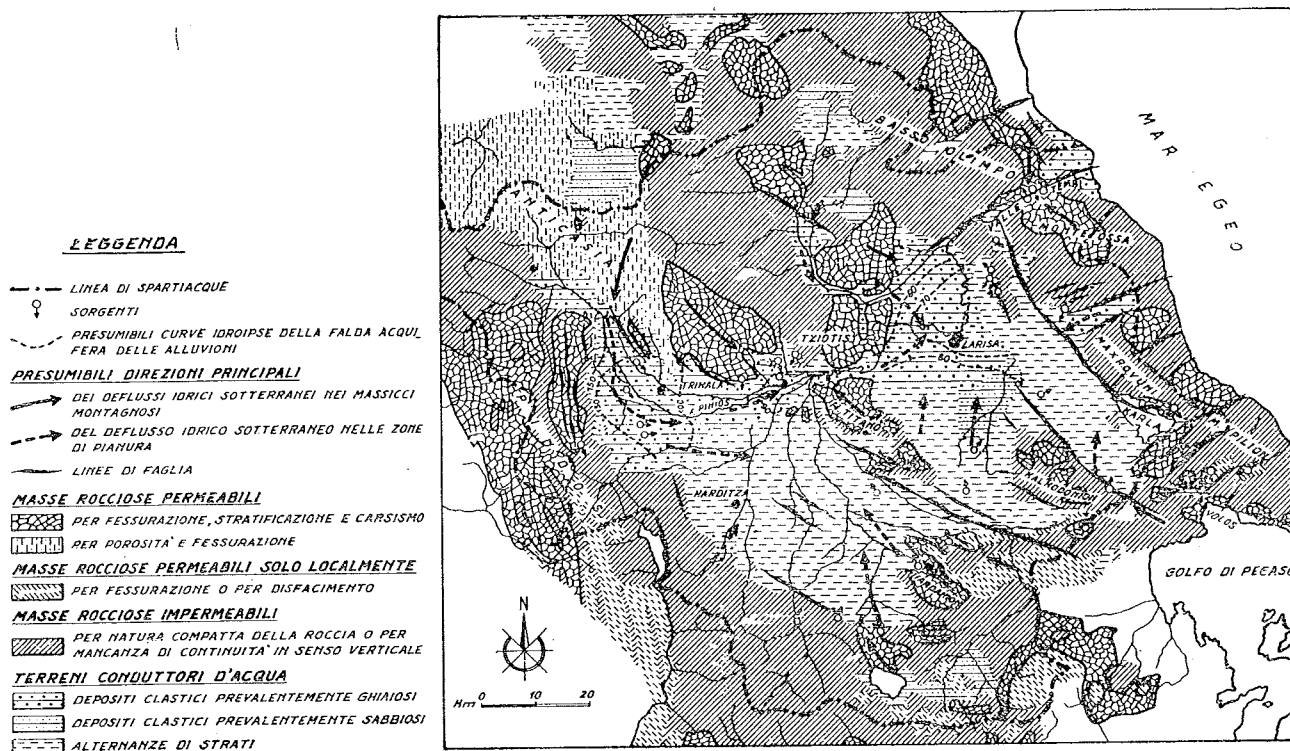 LEGGENDA
LINEA DI SPARTIACQUE
SORGENTI
PRESUMIBILI CURVE IDROIPSE DELLA FALDA ACQUI-
FERA DELLE ALLUVIONI
PRESUMIBILI DIREZIONI PRINCIPALI
DEI DEFLUSSI IDRICI SOTTERRANEI NEI MASSICCI
MONTAGNOSI
DEL DEFLUSSO IDRICO SOTTERRANEO NELLE ZONE
DI PIANURA
LINEE DI FAGLIA
MASSE ROCCIOSE PERMEABILI
PER FESSURAZIONE, STRATIFICAZIONE E CARSISMO
PER POROSITA' E FESSURAZIONE
MASSE ROCCIOSE PERMEABILI SOLO LOCALMENTE
PER FESSURAZIONE O PER DISFACIMENTO
MASSE ROCCIOSE IMPERMEABILI
PER NATURA COMPATTA DELLA ROCCIA O PER
MANCANZA DI CONTINUITA' IN SENSO VERTICALE
TERRENI CONDUTTORI D'ACQUA
DEPOSITI CLASTICI PREVALENTEMENTE GHIAIOSI
DEPOSITI CLASTICI PREVALENTEMENTE SABBIOSI
ALTERNANZE DI STRATI
MAR EGEO
BASSO OLIMPO
ANTICASIA
TZIOTIS
LARISA
TRIKALA
PINIOS
TITANOS
KARDITZA
KARLA
VOLOS
GOLFO DI PEGASO
N
Km 0 10 20